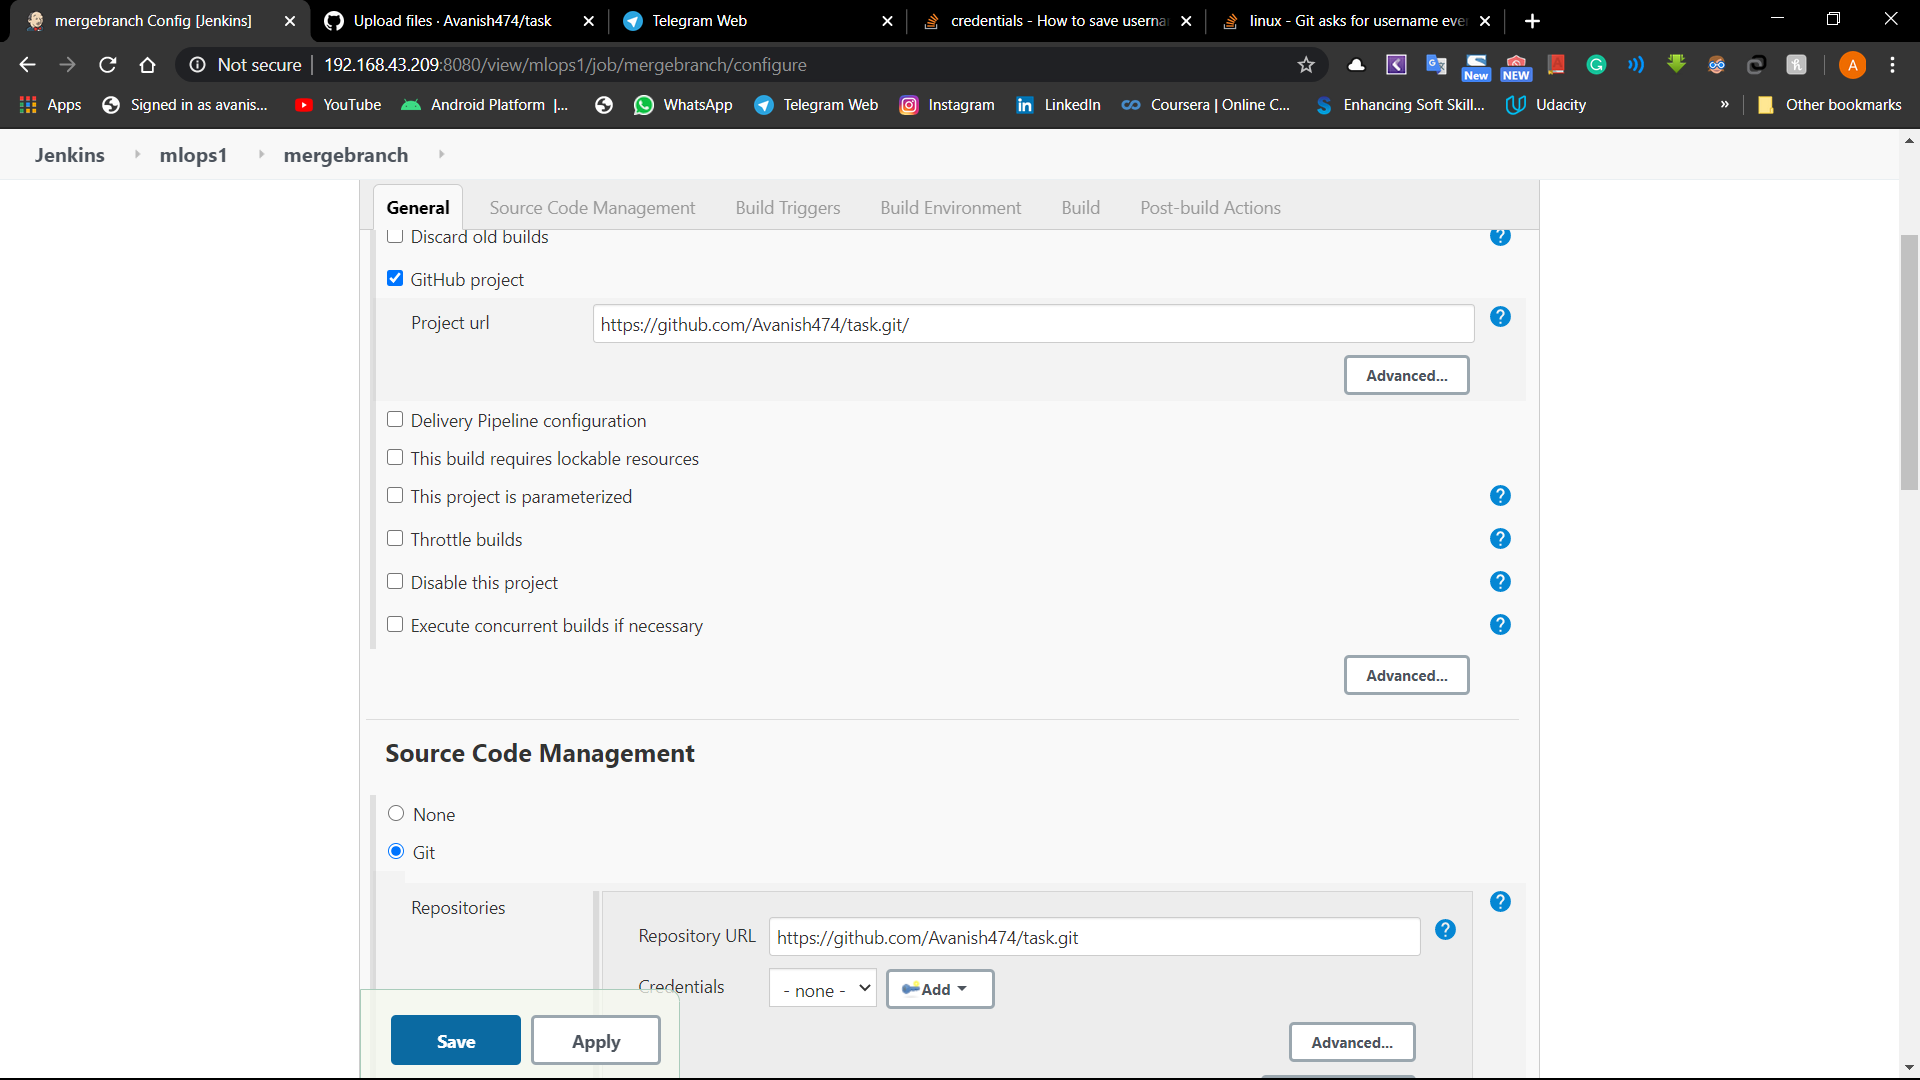 mergebranch Config [Jenkins]
Upload files · Avanish474/task
Telegram Web
credentials - How to save userna
linux - Git asks for username eve
Not secure
192.168.43.209:8080/view/mlops1/job/mergebranch/configure
New
NEW
A
Apps
Signed in as avanis...
YouTube
Android Platform |...
WhatsApp
Telegram Web
Instagram
LinkedIn
Coursera | Online C...
Enhancing Soft Skill...
Udacity
»
Other bookmarks
Jenkins
mlops1
mergebranch
General
Source Code Management
Build Triggers
Build Environment
Build
Post-build Actions
Discard old builds
GitHub project
Project url
https://github.com/Avanish474/task.git/
Advanced...
Delivery Pipeline configuration
This build requires lockable resources
This project is parameterized
Throttle builds
Disable this project
Execute concurrent builds if necessary
Advanced...
Source Code Management
None
Git
Repositories
Repository URL
https://github.com/Avanish474/task.git
Credentials
- none -
Add
Advanced...
Save
Apply